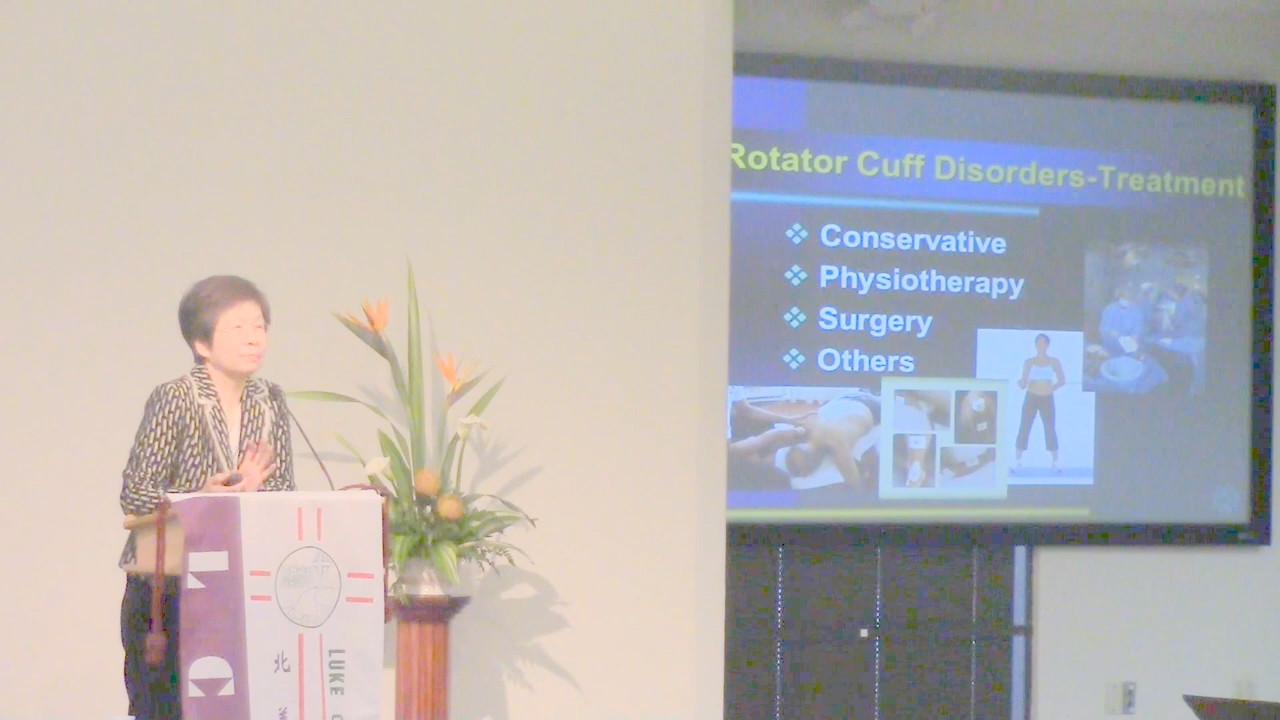 Rotator Cuff Disorders-Treatment
Conservative
Physiotherapy
Surgery
Others
北
LUKE